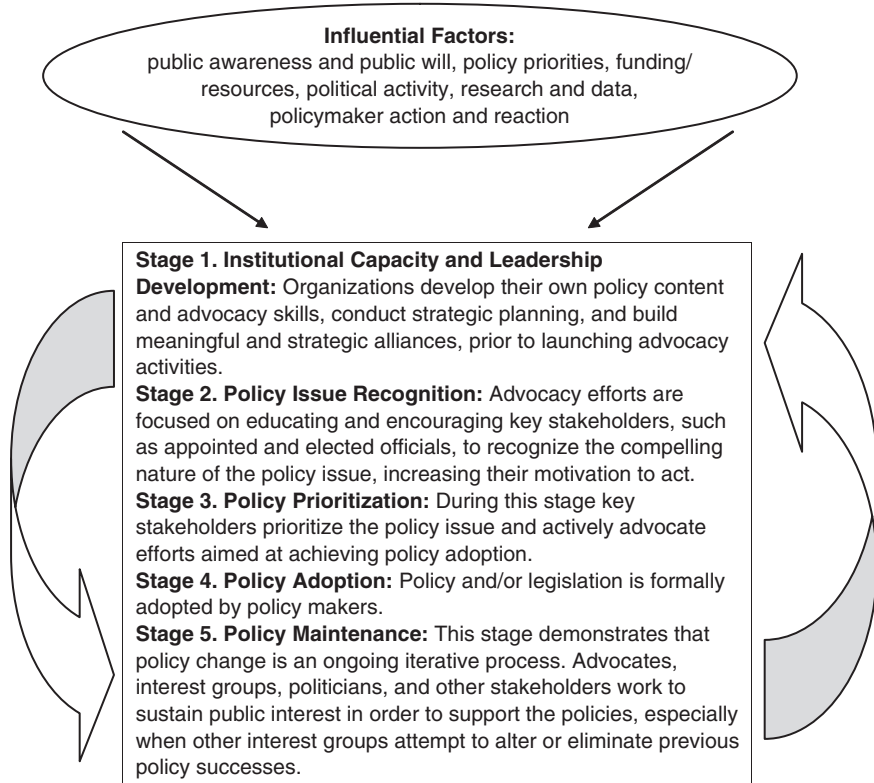 Influential Factors:
public awareness and public will, policy priorities, funding/
resources, political activity, research and data,
policymaker action and reaction
Stage 1. Institutional Capacity and Leadership
Development: Organizations develop their own policy content
and advocacy skills, conduct strategic planning, and build
meaningful and strategic alliances, prior to launching advocacy
activities.
Stage 2. Policy Issue Recognition: Advocacy efforts are
focused on educating and encouraging key stakeholders, such
as appointed and elected officials, to recognize the compelling
nature of the policy issue, increasing their motivation to act.
Stage 3. Policy Prioritization: During this stage key
stakeholders prioritize the policy issue and actively advocate
efforts aimed at achieving policy adoption.
Stage 4. Policy Adoption: Policy and/or legislation is formally
adopted by policy makers.
Stage 5. Policy Maintenance: This stage demonstrates that
policy change is an ongoing iterative process. Advocates,
interest groups, politicians, and other stakeholders work to
sustain public interest in order to support the policies, especially
when other interest groups attempt to alter or eliminate previous
policy successes.